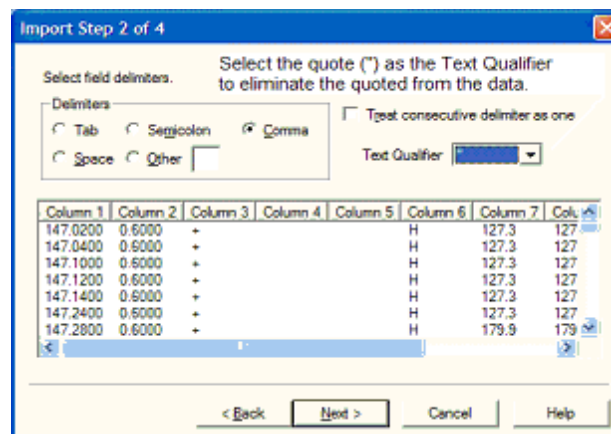 Import Step 2 of 4
Select field delimiters.
Select the quote (") as the Text Qualifier
to eliminate the quoted from the data.
Delimiters
Tab Semicolon Comma
Space Other
Treat consecutive delimiter as one
Text Qualifier
Column 1 Column 2 Column 3 Column 4 Column 5 Column 6 Column 7 Colu
147.0200 0.6000 + H 127.3 127
147.0400 0.6000 + H 127.3 127
147.1000 0.6000 + H 127.3 127
147.1200 0.6000 + H 127.3 127
147.1400 0.6000 + H 127.3 127
147.2400 0.6000 + H 127.3 127
147.2800 0.6000 + H 179.9 179
< Back Next > Cancel Help